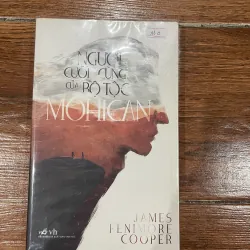 NGƯỜI
CUỐI CÙNG
CỦA BỘ TỘC
MOHICAN
JAMES
FENIMORE
COOPER